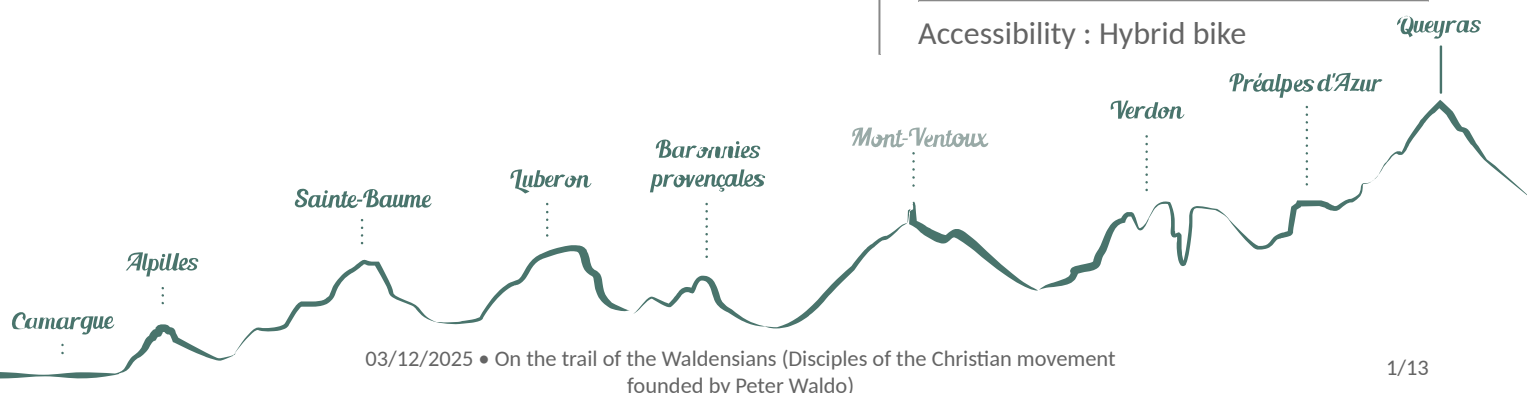 Accessibility : Hybrid bike
Queyras
Préalpes d'Azur
Verdon
Mont-Ventoux
Baronnies
provençales
Luberon
Sainte-Baume
Alpilles
Camargue
03/12/2025 • On the trail of the Waldensians (Disciples of the Christian movement
founded by Peter Waldo)
1/13